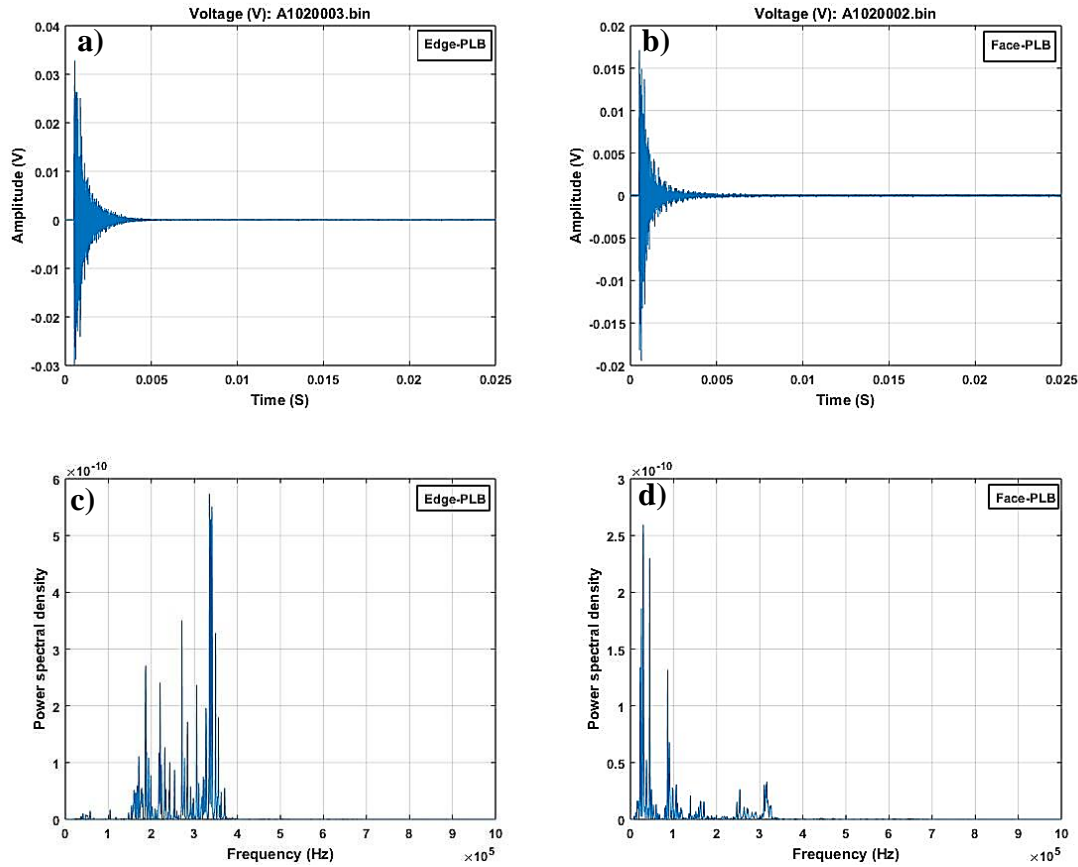 Voltage (V): A1020003.bin
a)
Edge-PLB
0.04
0.03
0.02
0.01
0
-0.01
-0.02
-0.03
Amplitude (V)
0 0.005 0.01 0.015 0.02 0.025
Time (S)
Voltage (V): A1020002.bin
b)
Face-PLB
0.02
0.015
0.01
0.005
0
-0.005
-0.01
-0.015
-0.02
Amplitude (V)
0 0.005 0.01 0.015 0.02 0.025
Time (S)
×10-10
c)
Edge-PLB
6
5
4
3
2
1
0
Power spectral density
0 1 2 3 4 5 6 7 8 9 10
Frequency (Hz)
×105
×10-10
d)
Face-PLB
3
2.5
2
1.5
1
0.5
0
Power spectral density
0 1 2 3 4 5 6 7 8 9 10
Frequency (Hz)
×105